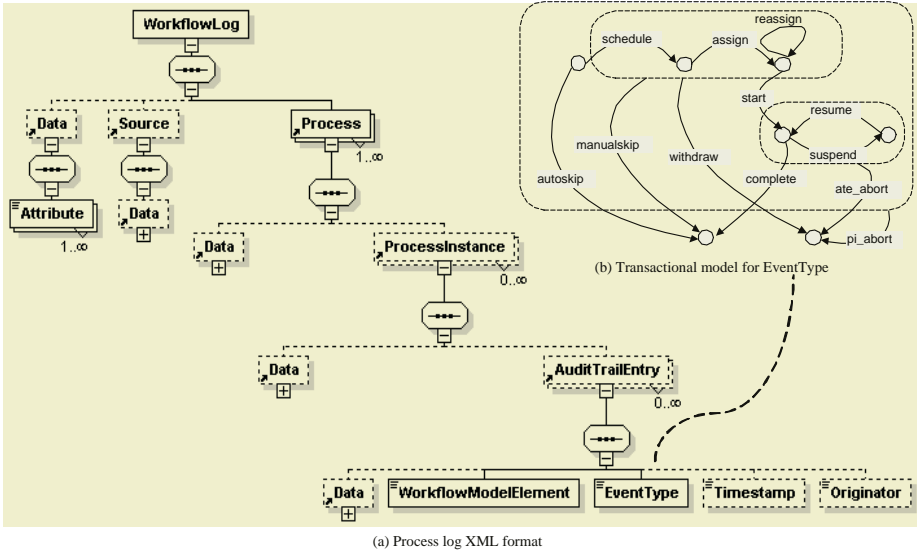 WorkflowLog
reassign
schedule
assign
Data
Source
Process
start
resume
1..∞
manualskip
withdraw
suspend
autoskip
complete
ate_abort
Attribute
Data
1..∞
Data
ProcessInstance
pi_abort
0..∞
(b) Transactional model for EventType
Data
AuditTrailEntry
0..∞
Data
WorkflowModelElement
EventType
Timestamp
Originator
(a) Process log XML format